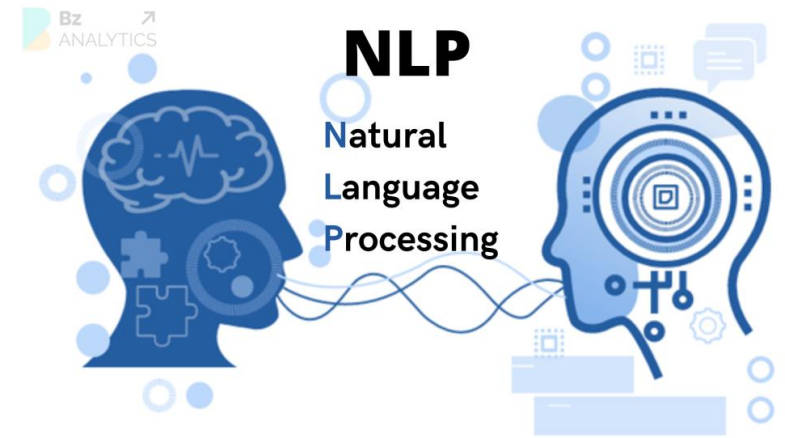 Bz
ANALYTICS
NLP
Natural
Language
Processing